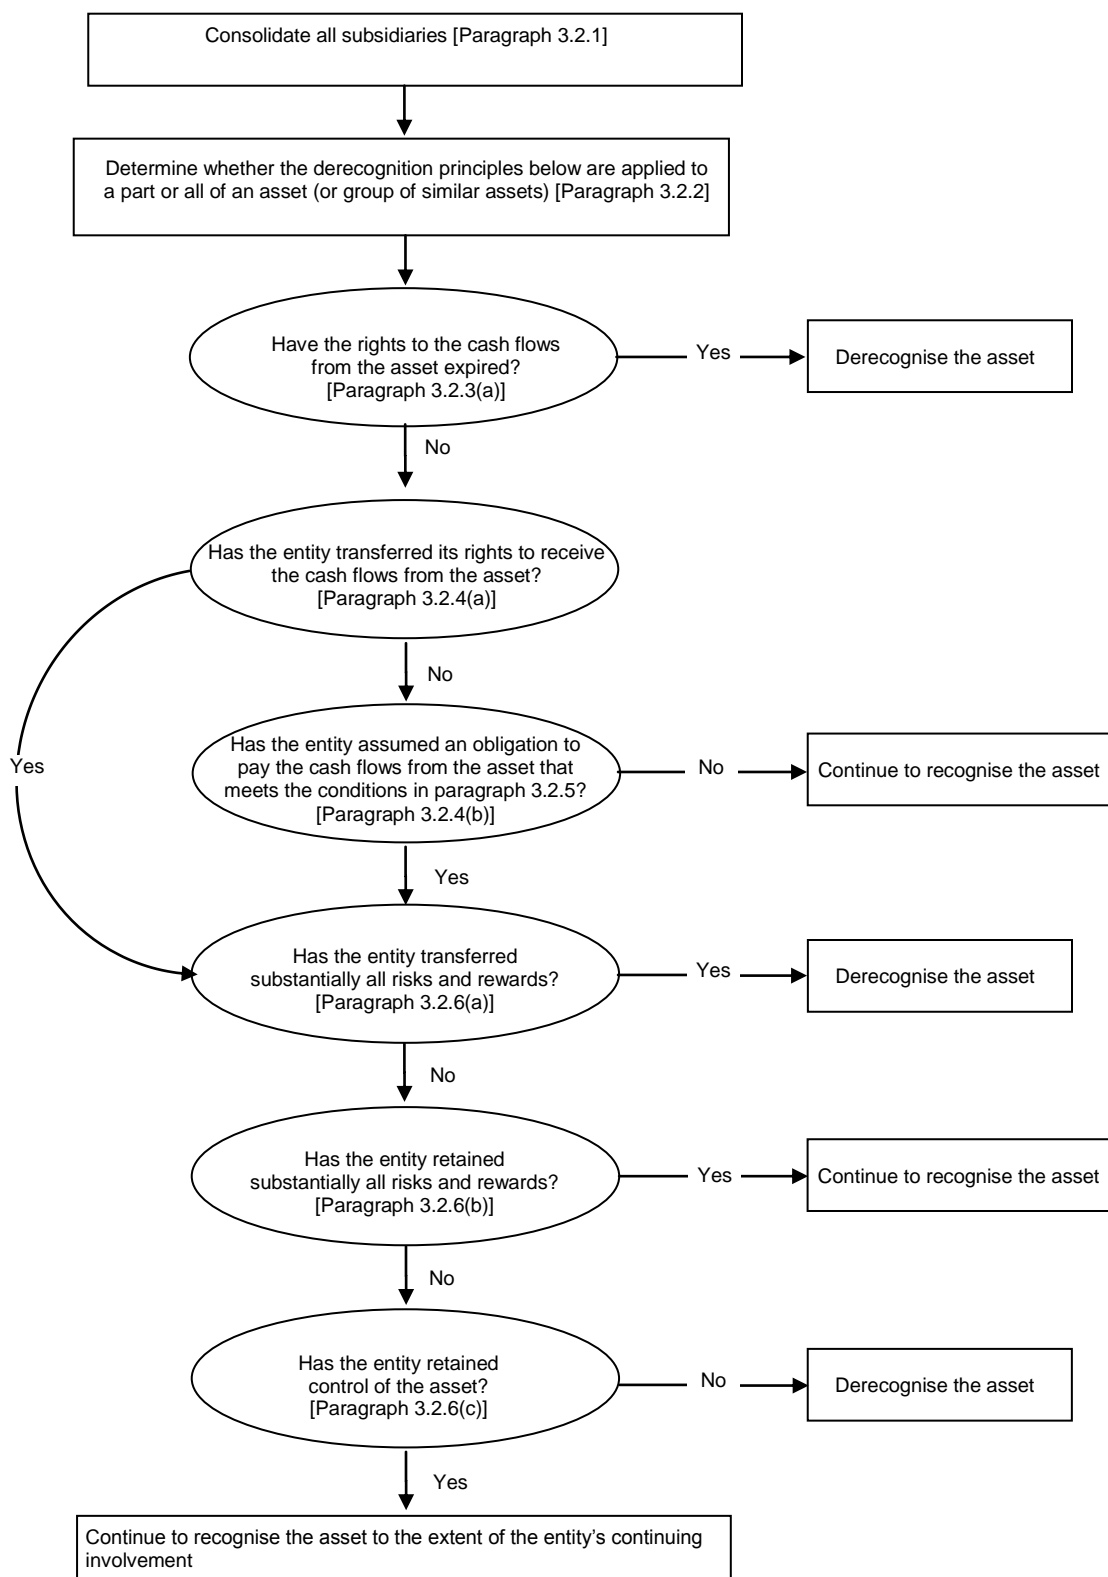 Consolidate all subsidiaries [Paragraph 3.2.1]
Determine whether the derecognition principles below are applied to
a part or all of an asset (or group of similar assets) [Paragraph 3.2.2]
Have the rights to the cash flows
from the asset expired?
[Paragraph 3.2.3(a)]
Yes
Derecognise the asset
No
Has the entity transferred its rights to receive
the cash flows from the asset?
[Paragraph 3.2.4(a)]
No
Yes
Has the entity assumed an obligation to
pay the cash flows from the asset that
meets the conditions in paragraph 3.2.5?
[Paragraph 3.2.4(b)]
No
Continue to recognise the asset
Yes
Has the entity transferred
substantially all risks and rewards?
[Paragraph 3.2.6(a)]
Yes
Derecognise the asset
No
Has the entity retained
substantially all risks and rewards?
[Paragraph 3.2.6(b)]
Yes
Continue to recognise the asset
No
Has the entity retained
control of the asset?
[Paragraph 3.2.6(c)]
No
Derecognise the asset
Yes
Continue to recognise the asset to the extent of the entity’s continuing
involvement